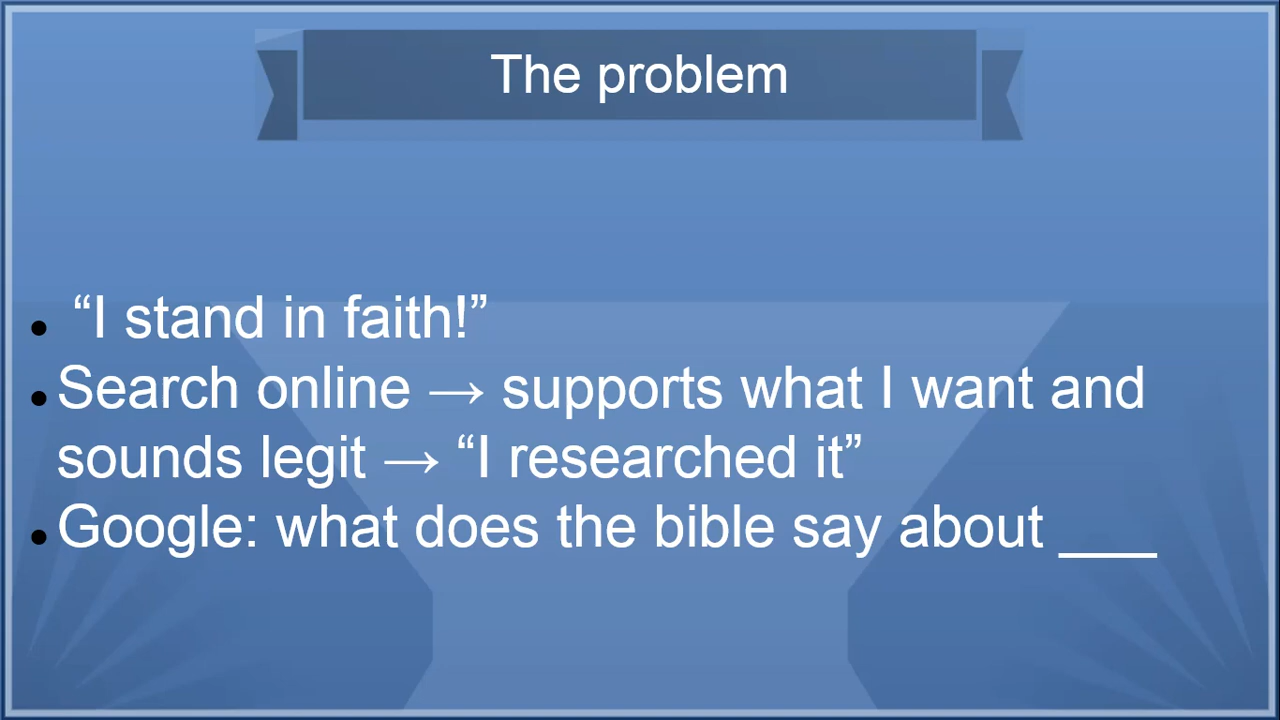 The problem
• “I stand in faith!”
• Search online → supports what I want and
sounds legit → “I researched it”
• Google: what does the bible say about ___